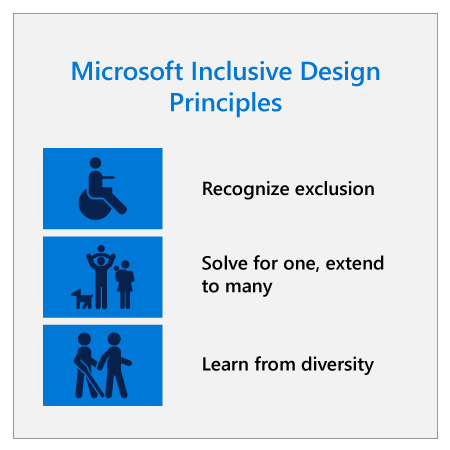 Microsoft Inclusive Design
Principles
Recognize exclusion
Solve for one, extend
to many
Learn from diversity